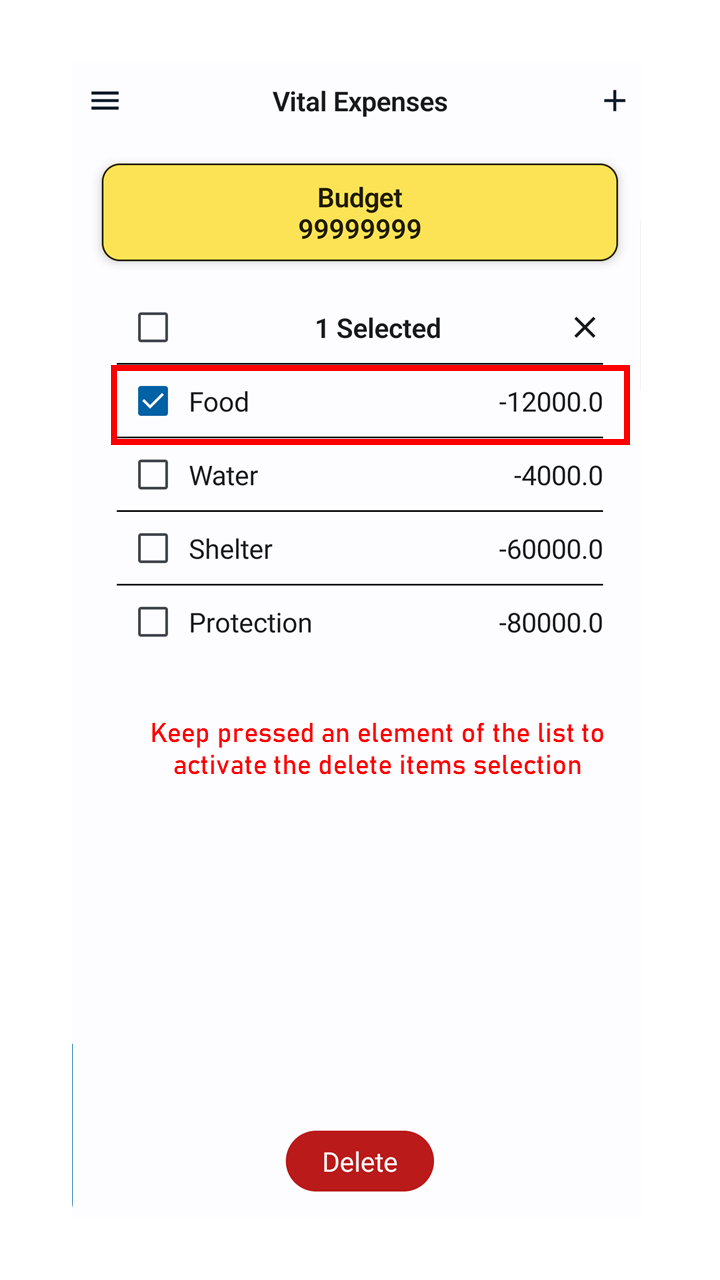 Vital Expenses
Budget
99999999
1 Selected
Food -12000.0
Water -4000.0
Shelter -60000.0
Protection -80000.0
Keep pressed an element of the list to
activate the delete items selection
Delete